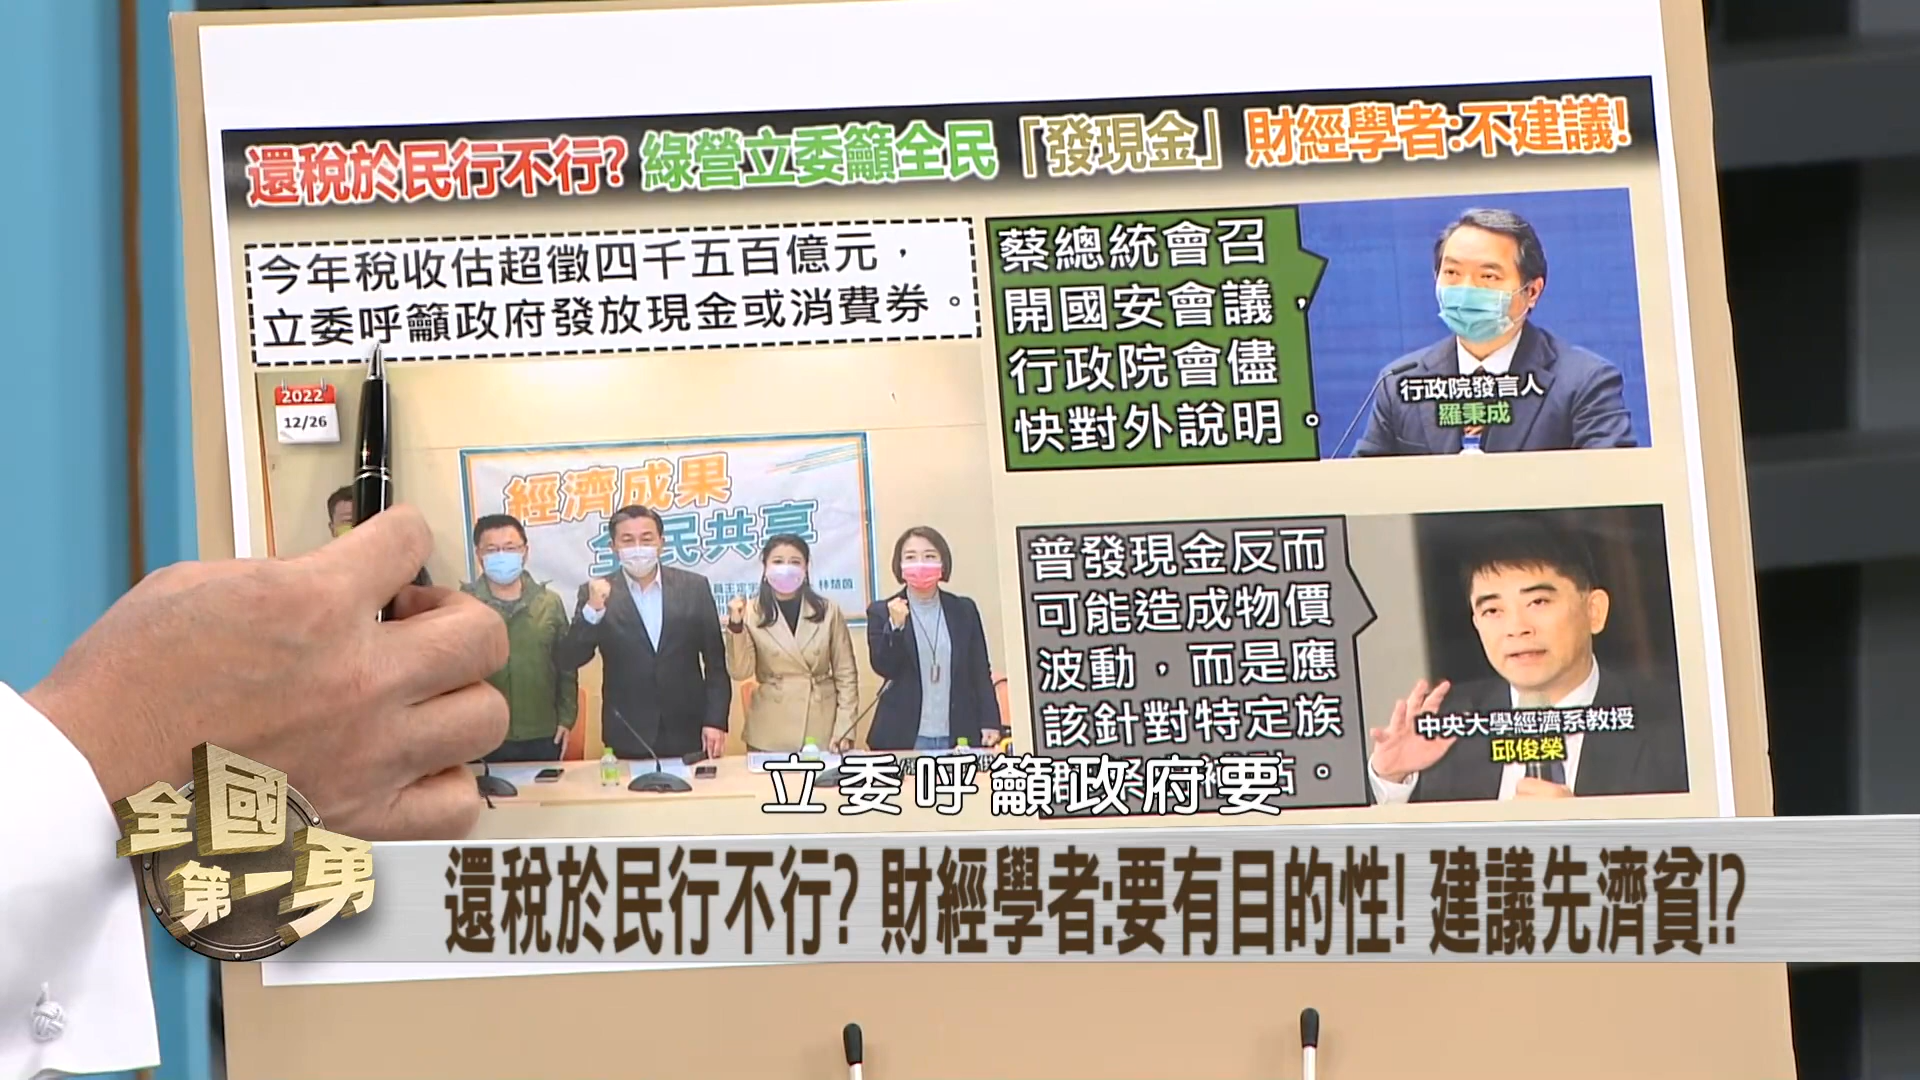 還稅於民行不行? 綠營立委籲全民「發現金」財經學者:不建議!
今年稅收估超徵四千五百億元，
立委呼籲政府發放現金或消費券。
2022
12/26
經濟成果
全民共享
蔡總統會召
開國安會議，
行政院會儘
快對外說明。
行政院發言人
羅秉成
普發現金反而
可能造成物價
波動，而是應
該針對特定族
中央大學經濟系教授
邱俊榮
立委呼籲政府要
全國第一勇
還稅於民行不行? 財經學者:要有目的性! 建議先濟貧!?